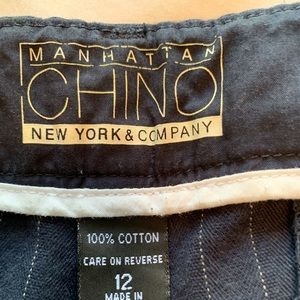 MANHATTAN
CHINO
NEW YORK & COMPANY
100% COTTON
CARE ON REVERSE
12
MADE IN